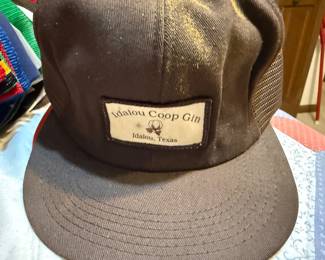 Idalou Coop Gin
Idalou, Texas